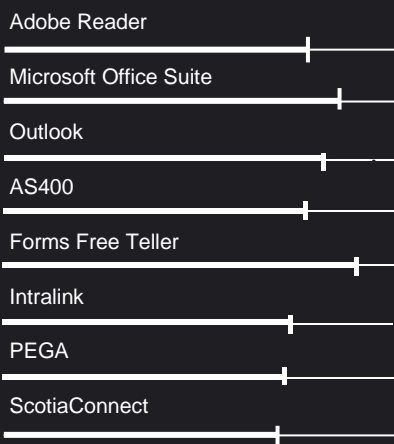 Adobe Reader
Microsoft Office Suite
Outlook
AS400
Forms Free Teller
Intralink
PEGA
ScotiaConnect